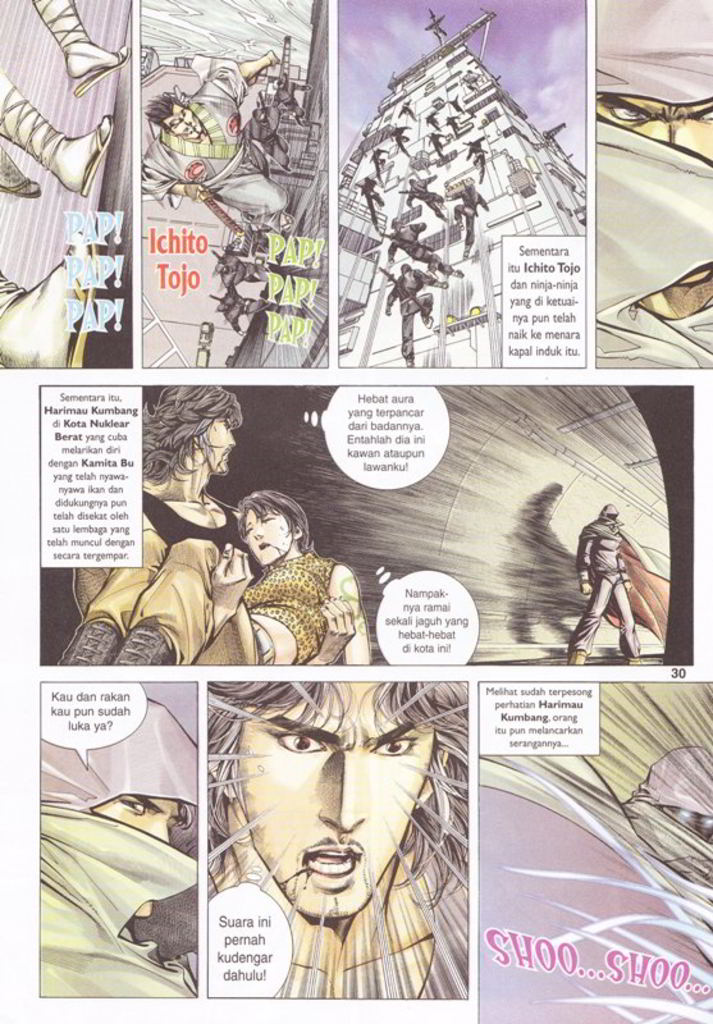 PAP!
PAP!
PAP!
Ichito
Tojo
PAP!
PAP!
PAP!
Sementara
itu Ichito Tojo
dan ninja-ninja
yang di ketuai-
nya pun telah
naik ke menara
kapal induk itu.
Sementara itu,
Harimau Kumbang
di Kota Nuklear
Berat yang cuba
melarikan diri
dengan Kamita Bu
yang telah nyawa-
nyawa ikan dan
didukungnya pun
telah disekat oleh
satu lembaga yang
telah muncul dengan
secara tergempar.
Hebat aura
yang terpancar
dari badannya.
Entahlah dia ini
kawan ataupun
lawanku!
Nampak-
nya ramai
sekali jaguh yang
hebat-hebat
di kota ini!
30
Kau dan rakan
kau pun sudah
luka ya?
Suara ini
pernah
kudengar
dahulu!
Melihat sudah terpesong
perhatian Harimau
Kumbang, orang
itu pun melancarkan
serangannya...
SHOO...SHOO...